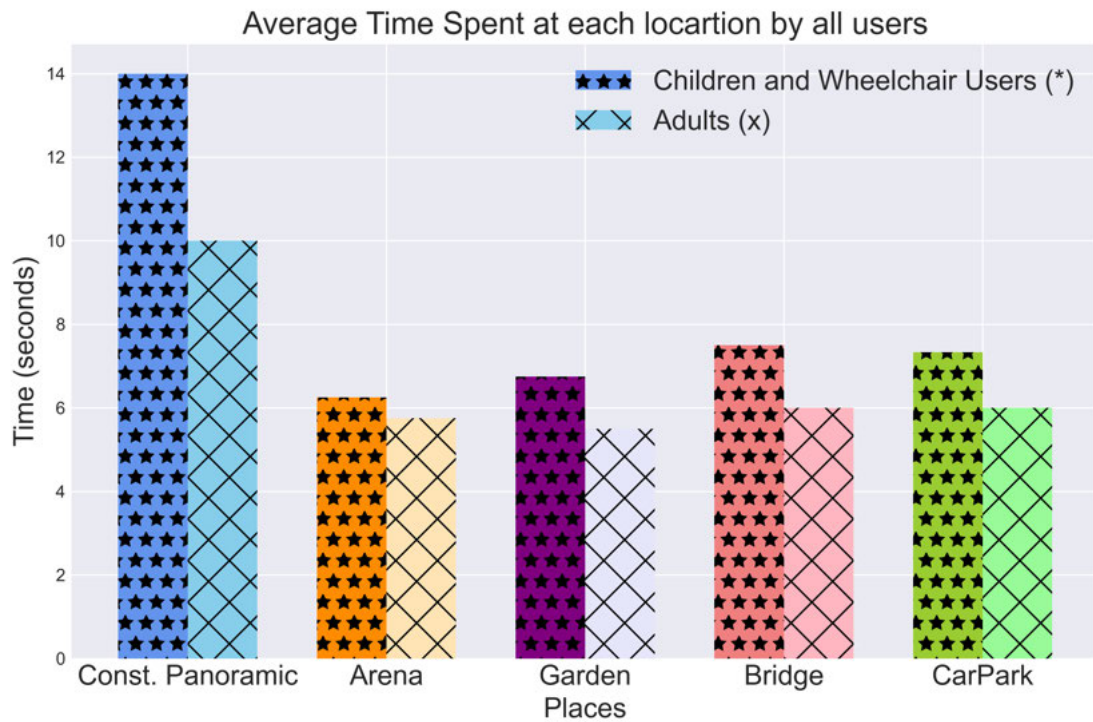 Average Time Spent at each locartion by all users
Children and Wheelchair Users (*)
Adults (x)
Time (seconds)
14
12
10
8
6
4
2
0
Const. Panoramic Arena Garden Bridge CarPark
Places